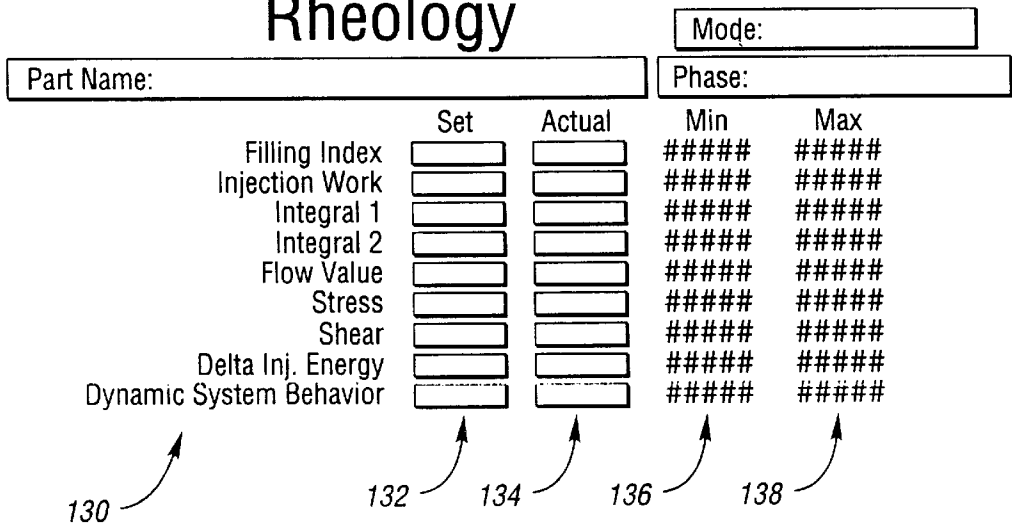 Rheology
Mode:
Part Name:
Phase:
Set Actual Min Max
Filling Index ##### #####
Injection Work ##### #####
Integral 1 ##### #####
Integral 2 ##### #####
Flow Value ##### #####
Stress ##### #####
Shear ##### #####
Delta Inj. Energy ##### #####
Dynamic System Behavior ##### #####
130 132 134 136 138